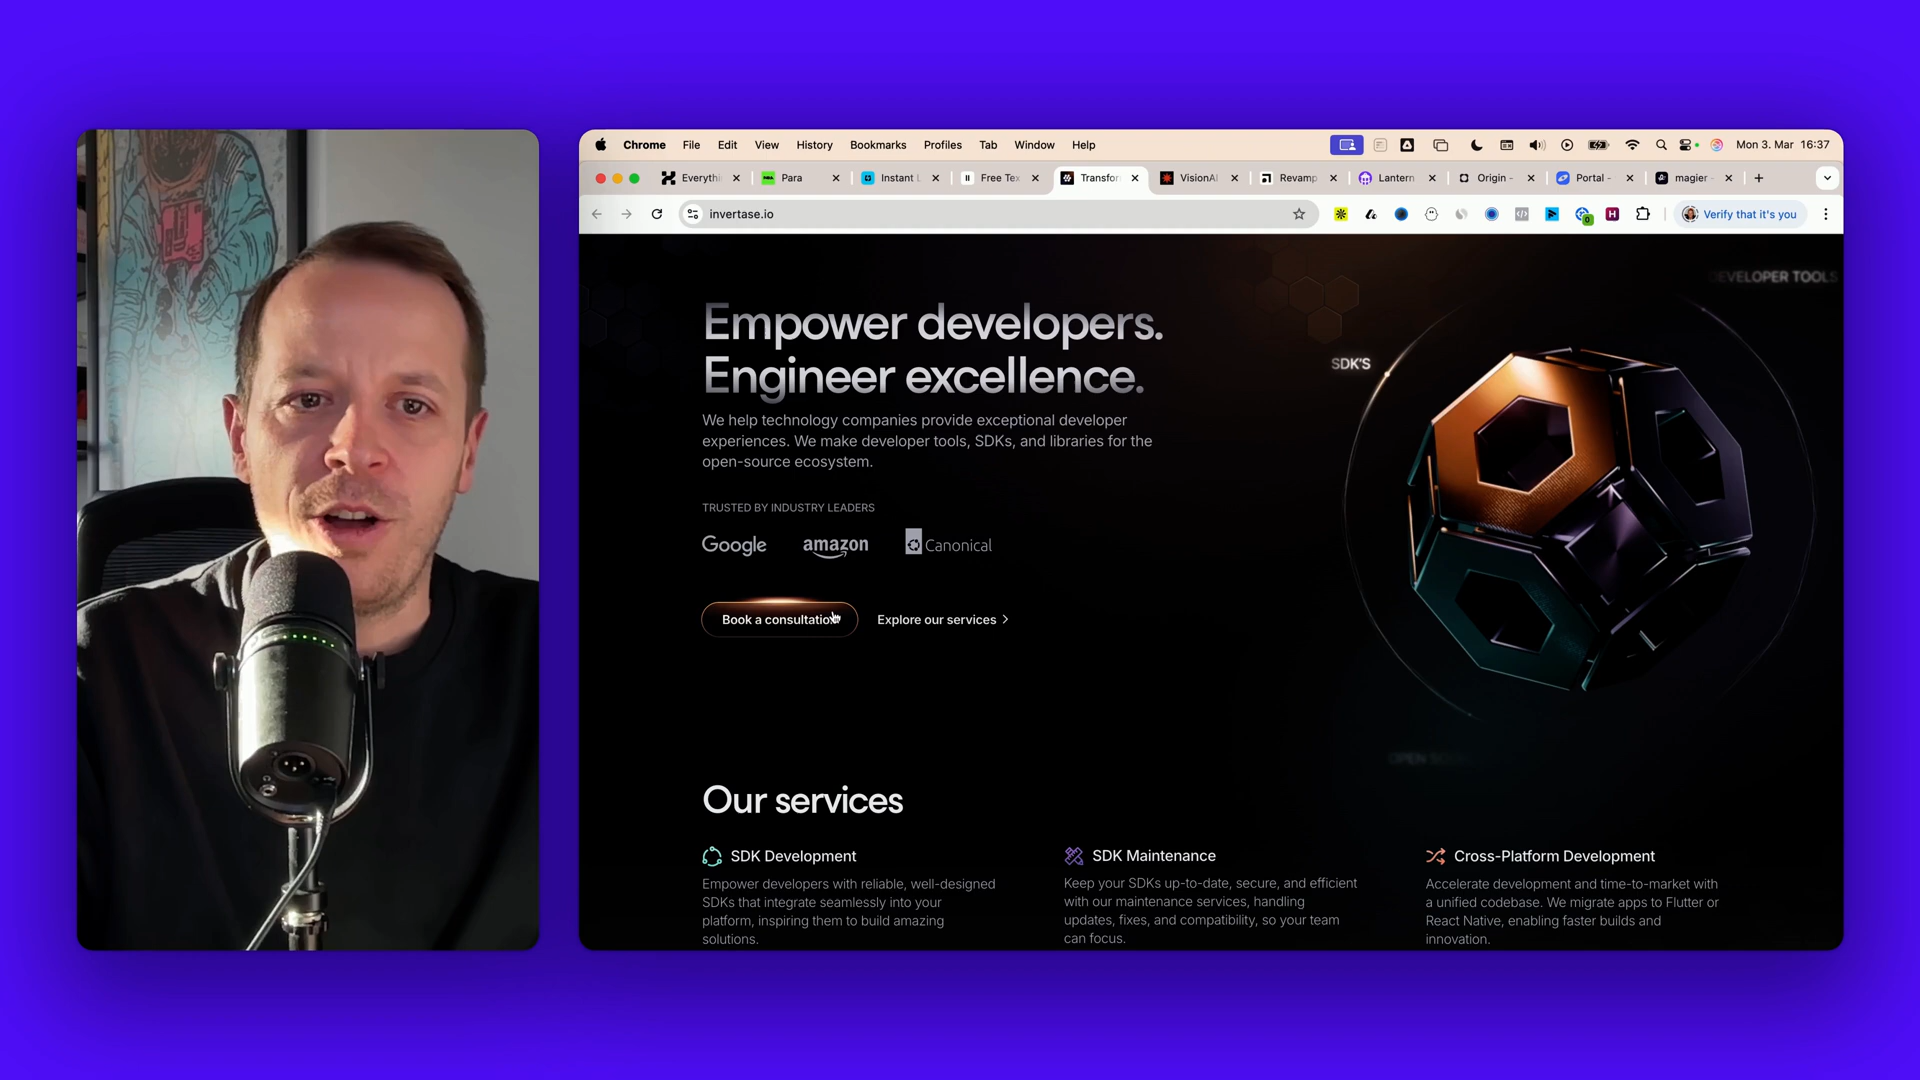 Chrome File Edit View History Bookmarks Profiles Tab Window Help Mon 3. Mar 16:37
Everythi Para Instant L Free Tex Transfor VisionAI Revamp Lantern Origin - Portal - magier -
invertase.io 0 H Verify that it's you
DEVELOPER TOOLS
Empower developers.
SDK'S
Engineer excellence.
We help technology companies provide exceptional developer
experiences. We make developer tools, SDKs, and libraries for the
open-source ecosystem.
TRUSTED BY INDUSTRY LEADERS
Google amazon Canonical
Book a consultation Explore our services
OPEN
Our services
SDK Development
Empower developers with reliable, well-designed
SDKs that integrate seamlessly into your
platform, inspiring them to build amazing
solutions.
SDK Maintenance
Keep your SDKs up-to-date, secure, and efficient
with our maintenance services, handling
updates, fixes, and compatibility, so your team
can focus.
Cross-Platform Development
Accelerate development and time-to-market with
a unified codebase. We migrate apps to Flutter or
React Native, enabling faster builds and
innovation.